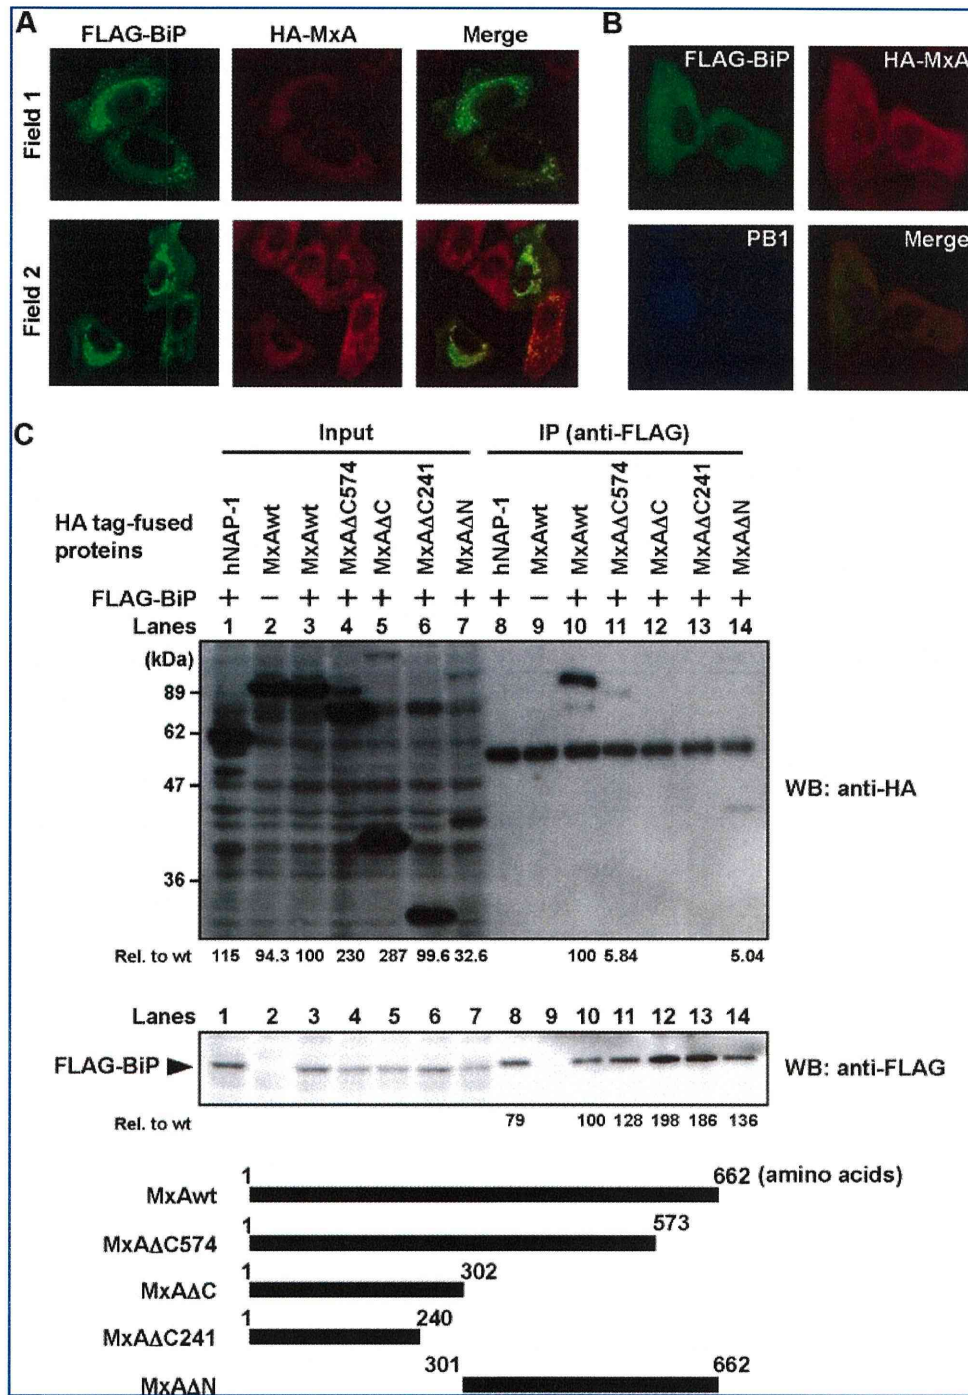 A
FLAG-BiP HA-MxA Merge
Field 1
Field 2
B
FLAG-BiP HA-MxA
PB1 Merge
C
Input IP (anti-FLAG)
HA tag-fused proteins
hNAP-1 MxAwt MxAwt MxAΔC574 MxAΔC MxAΔC241 MxAΔN hNAP-1 MxAwt MxAwt MxAΔC574 MxAΔC MxAΔC241 MxAΔN
FLAG-BiP + − + + + + + + − + + + + +
Lanes 1 2 3 4 5 6 7 8 9 10 11 12 13 14
(kDa)
89
62
47
36
WB: anti-HA
Rel. to wt 115 94.3 100 230 287 99.6 32.6 100 5.84 5.04
Lanes 1 2 3 4 5 6 7 8 9 10 11 12 13 14
FLAG-BiP WB: anti-FLAG
Rel. to wt 79 100 128 198 186 136
1 662 (amino acids)
MxAwt
1 573
MxAΔC574
1 302
MxAΔC
1 240
MxAΔC241
301 662
MxAΔN